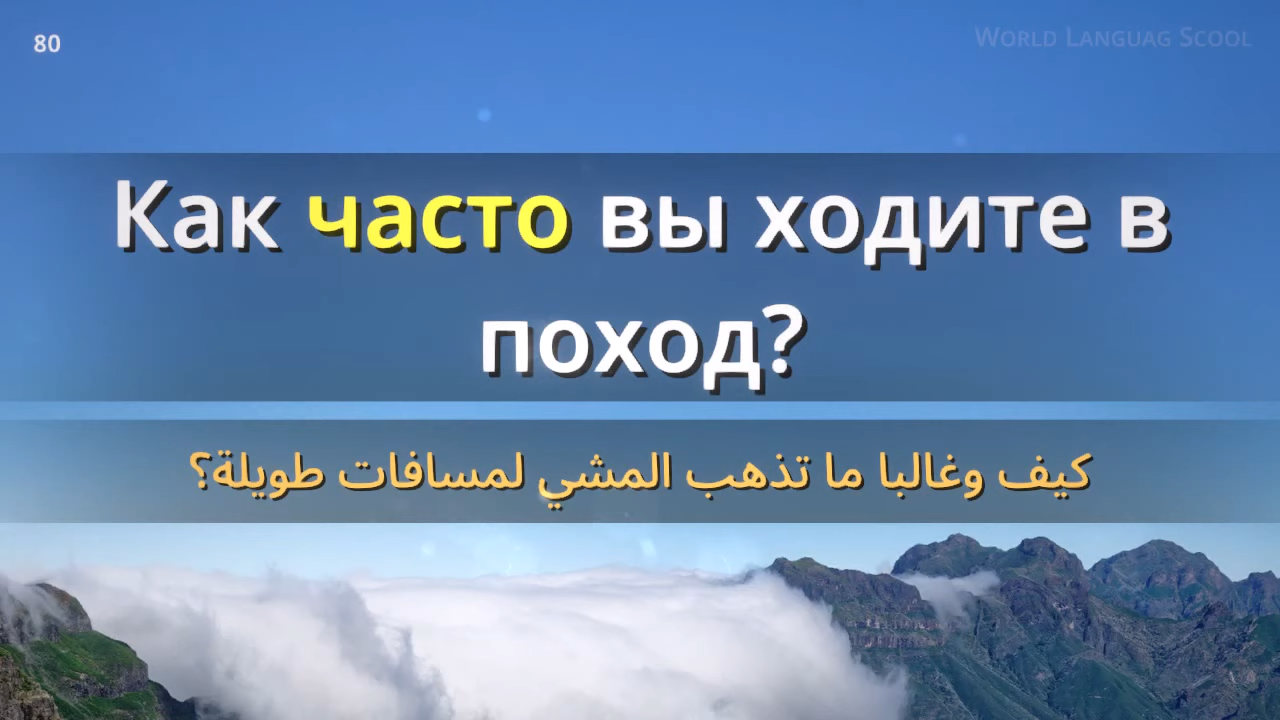 80
World Languag Scool
Как часто вы ходите в
поход?
كيف وغالبا ما تذهب المشي لمسافات طويلة؟